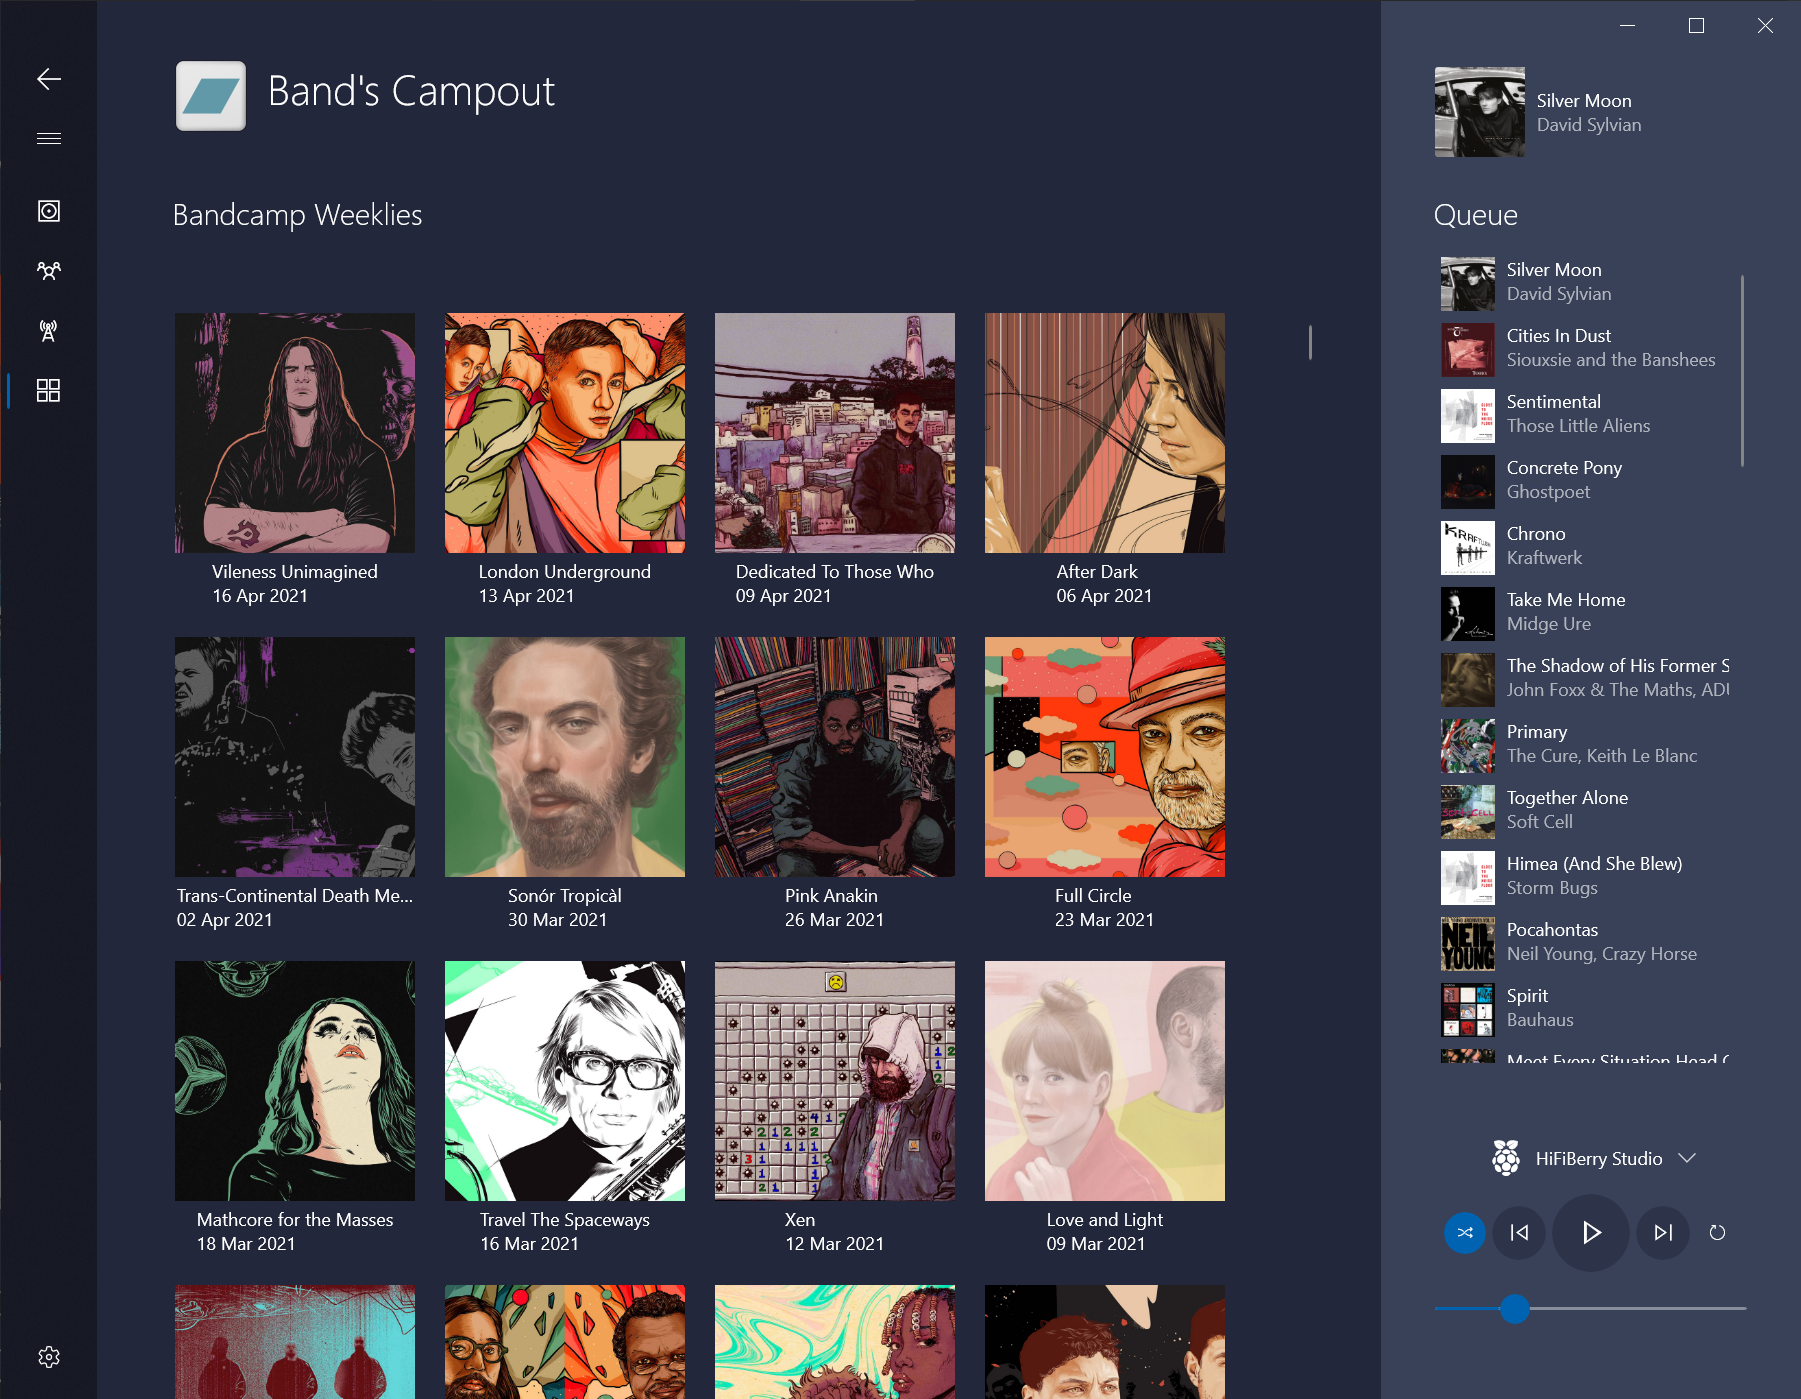 Band's Campout
Bandcamp Weeklies
Vileness Unimagined
16 Apr 2021
London Underground
13 Apr 2021
Dedicated To Those Who
09 Apr 2021
After Dark
06 Apr 2021
Trans-Continental Death Me...
02 Apr 2021
Sonór Tropicàl
30 Mar 2021
Pink Anakin
26 Mar 2021
Full Circle
23 Mar 2021
Mathcore for the Masses
18 Mar 2021
Travel The Spaceways
16 Mar 2021
Xen
12 Mar 2021
Love and Light
09 Mar 2021
Silver Moon
David Sylvian
Queue
Silver Moon
David Sylvian
Cities In Dust
Siouxsie and the Banshees
Sentimental
Those Little Aliens
Concrete Pony
Ghostpoet
Chrono
Kraftwerk
KRAFTWERK
Take Me Home
Midge Ure
The Shadow of His Former S
John Foxx & The Maths, ADU
Primary
The Cure, Keith Le Blanc
Together Alone
Soft Cell
SOFT CELL
Himea (And She Blew)
Storm Bugs
Pocahontas
Neil Young, Crazy Horse
NEIL
YOUNG
Spirit
Bauhaus
Meet Every Situation Head C
HiFiBerry Studio